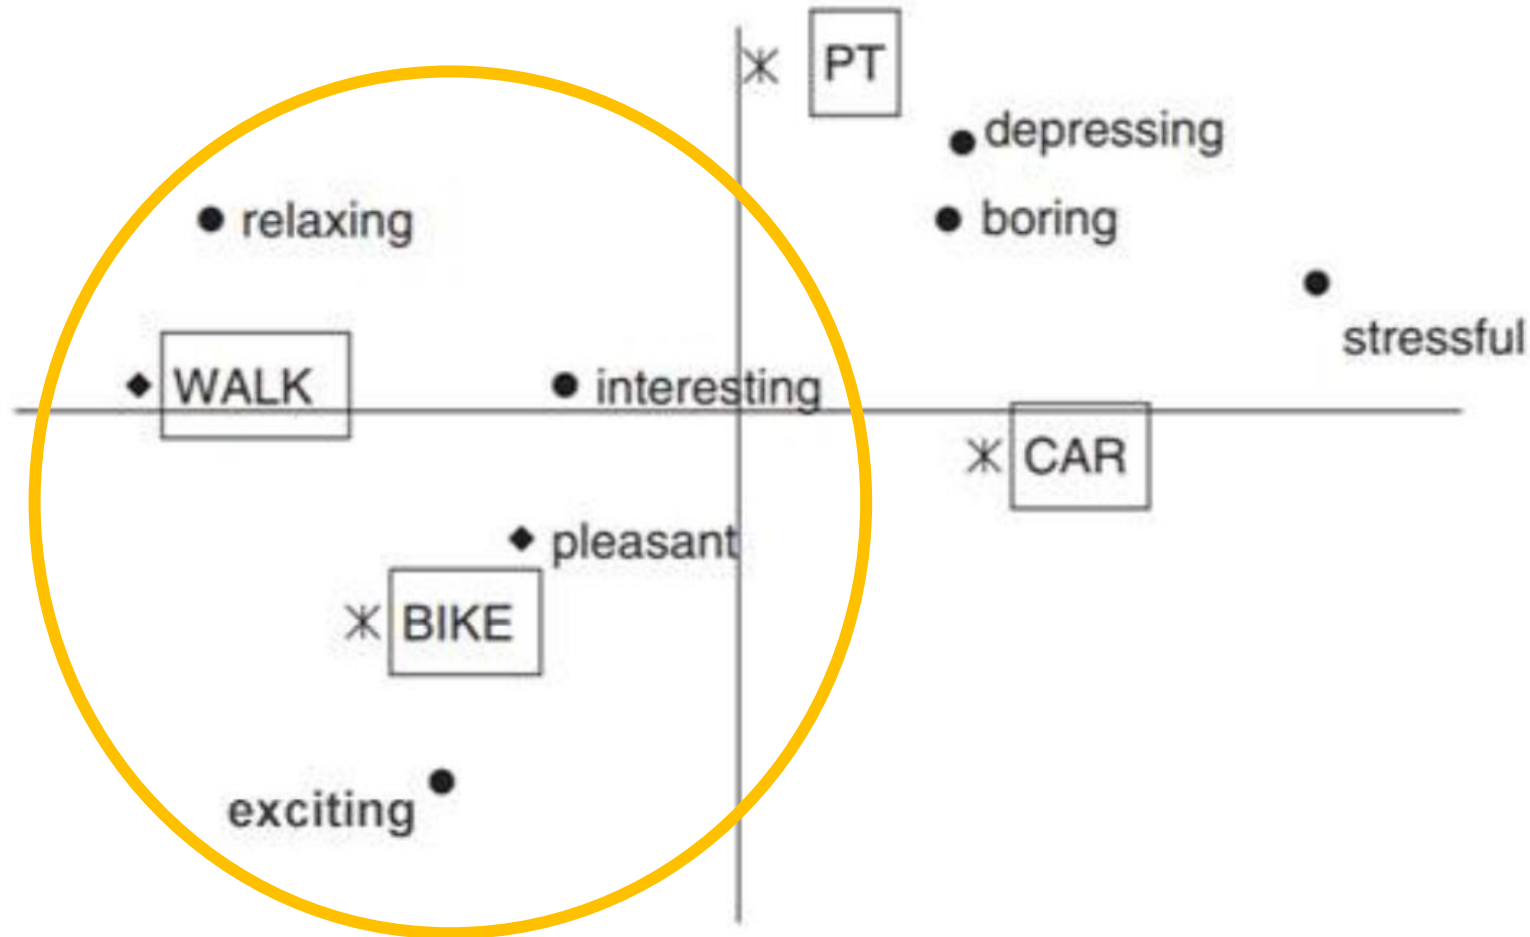 PT
depressing
relaxing
boring
stressful
WALK
interesting
CAR
pleasant
BIKE
exciting